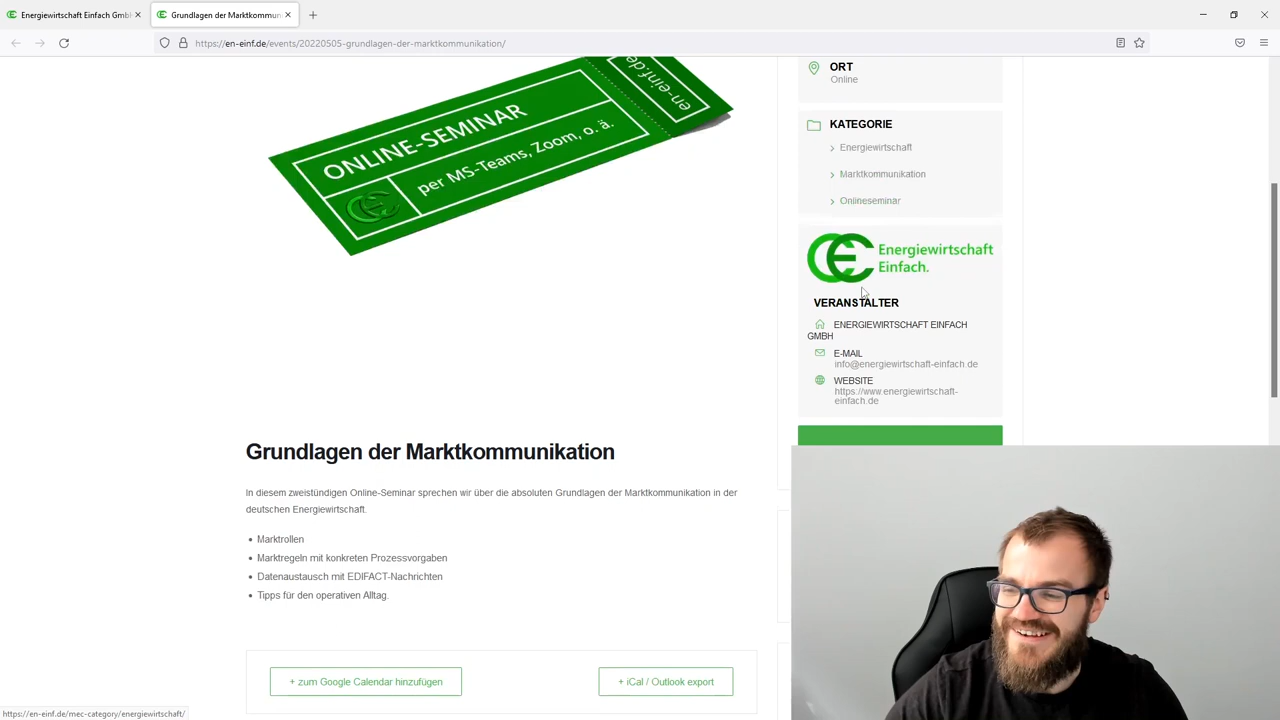 Energiewirtschaft Einfach Gmb
Grundlagen der Marktkommun
https://en-einf.de/events/20220505-grundlagen-der-marktkommunikation/
ONLINE-SEMINAR
per MS-Teams, Zoom, o. ä.
en-einf.de
ORT
Online
KATEGORIE
Energiewirtschaft
Marktkommunikation
Onlineseminar
Energiewirtschaft
Einfach.
VERANSTALTER
ENERGIEWIRTSCHAFT EINFACH
GMBH
E-MAIL
info@energiewirtschaft-einfach.de
WEBSITE
https://www.energiewirtschaft-
einfach.de
Grundlagen der Marktkommunikation
In diesem zweistündigen Online-Seminar sprechen wir über die absoluten Grundlagen der Marktkommunikation in der
deutschen Energiewirtschaft.
• Marktrollen
• Marktregeln mit konkreten Prozessvorgaben
• Datenaustausch mit EDIFACT-Nachrichten
• Tipps für den operativen Alltag.
+ zum Google Calendar hinzufügen
+ iCal / Outlook export
https://en-einf.de/mec-category/energiewirtschaft/